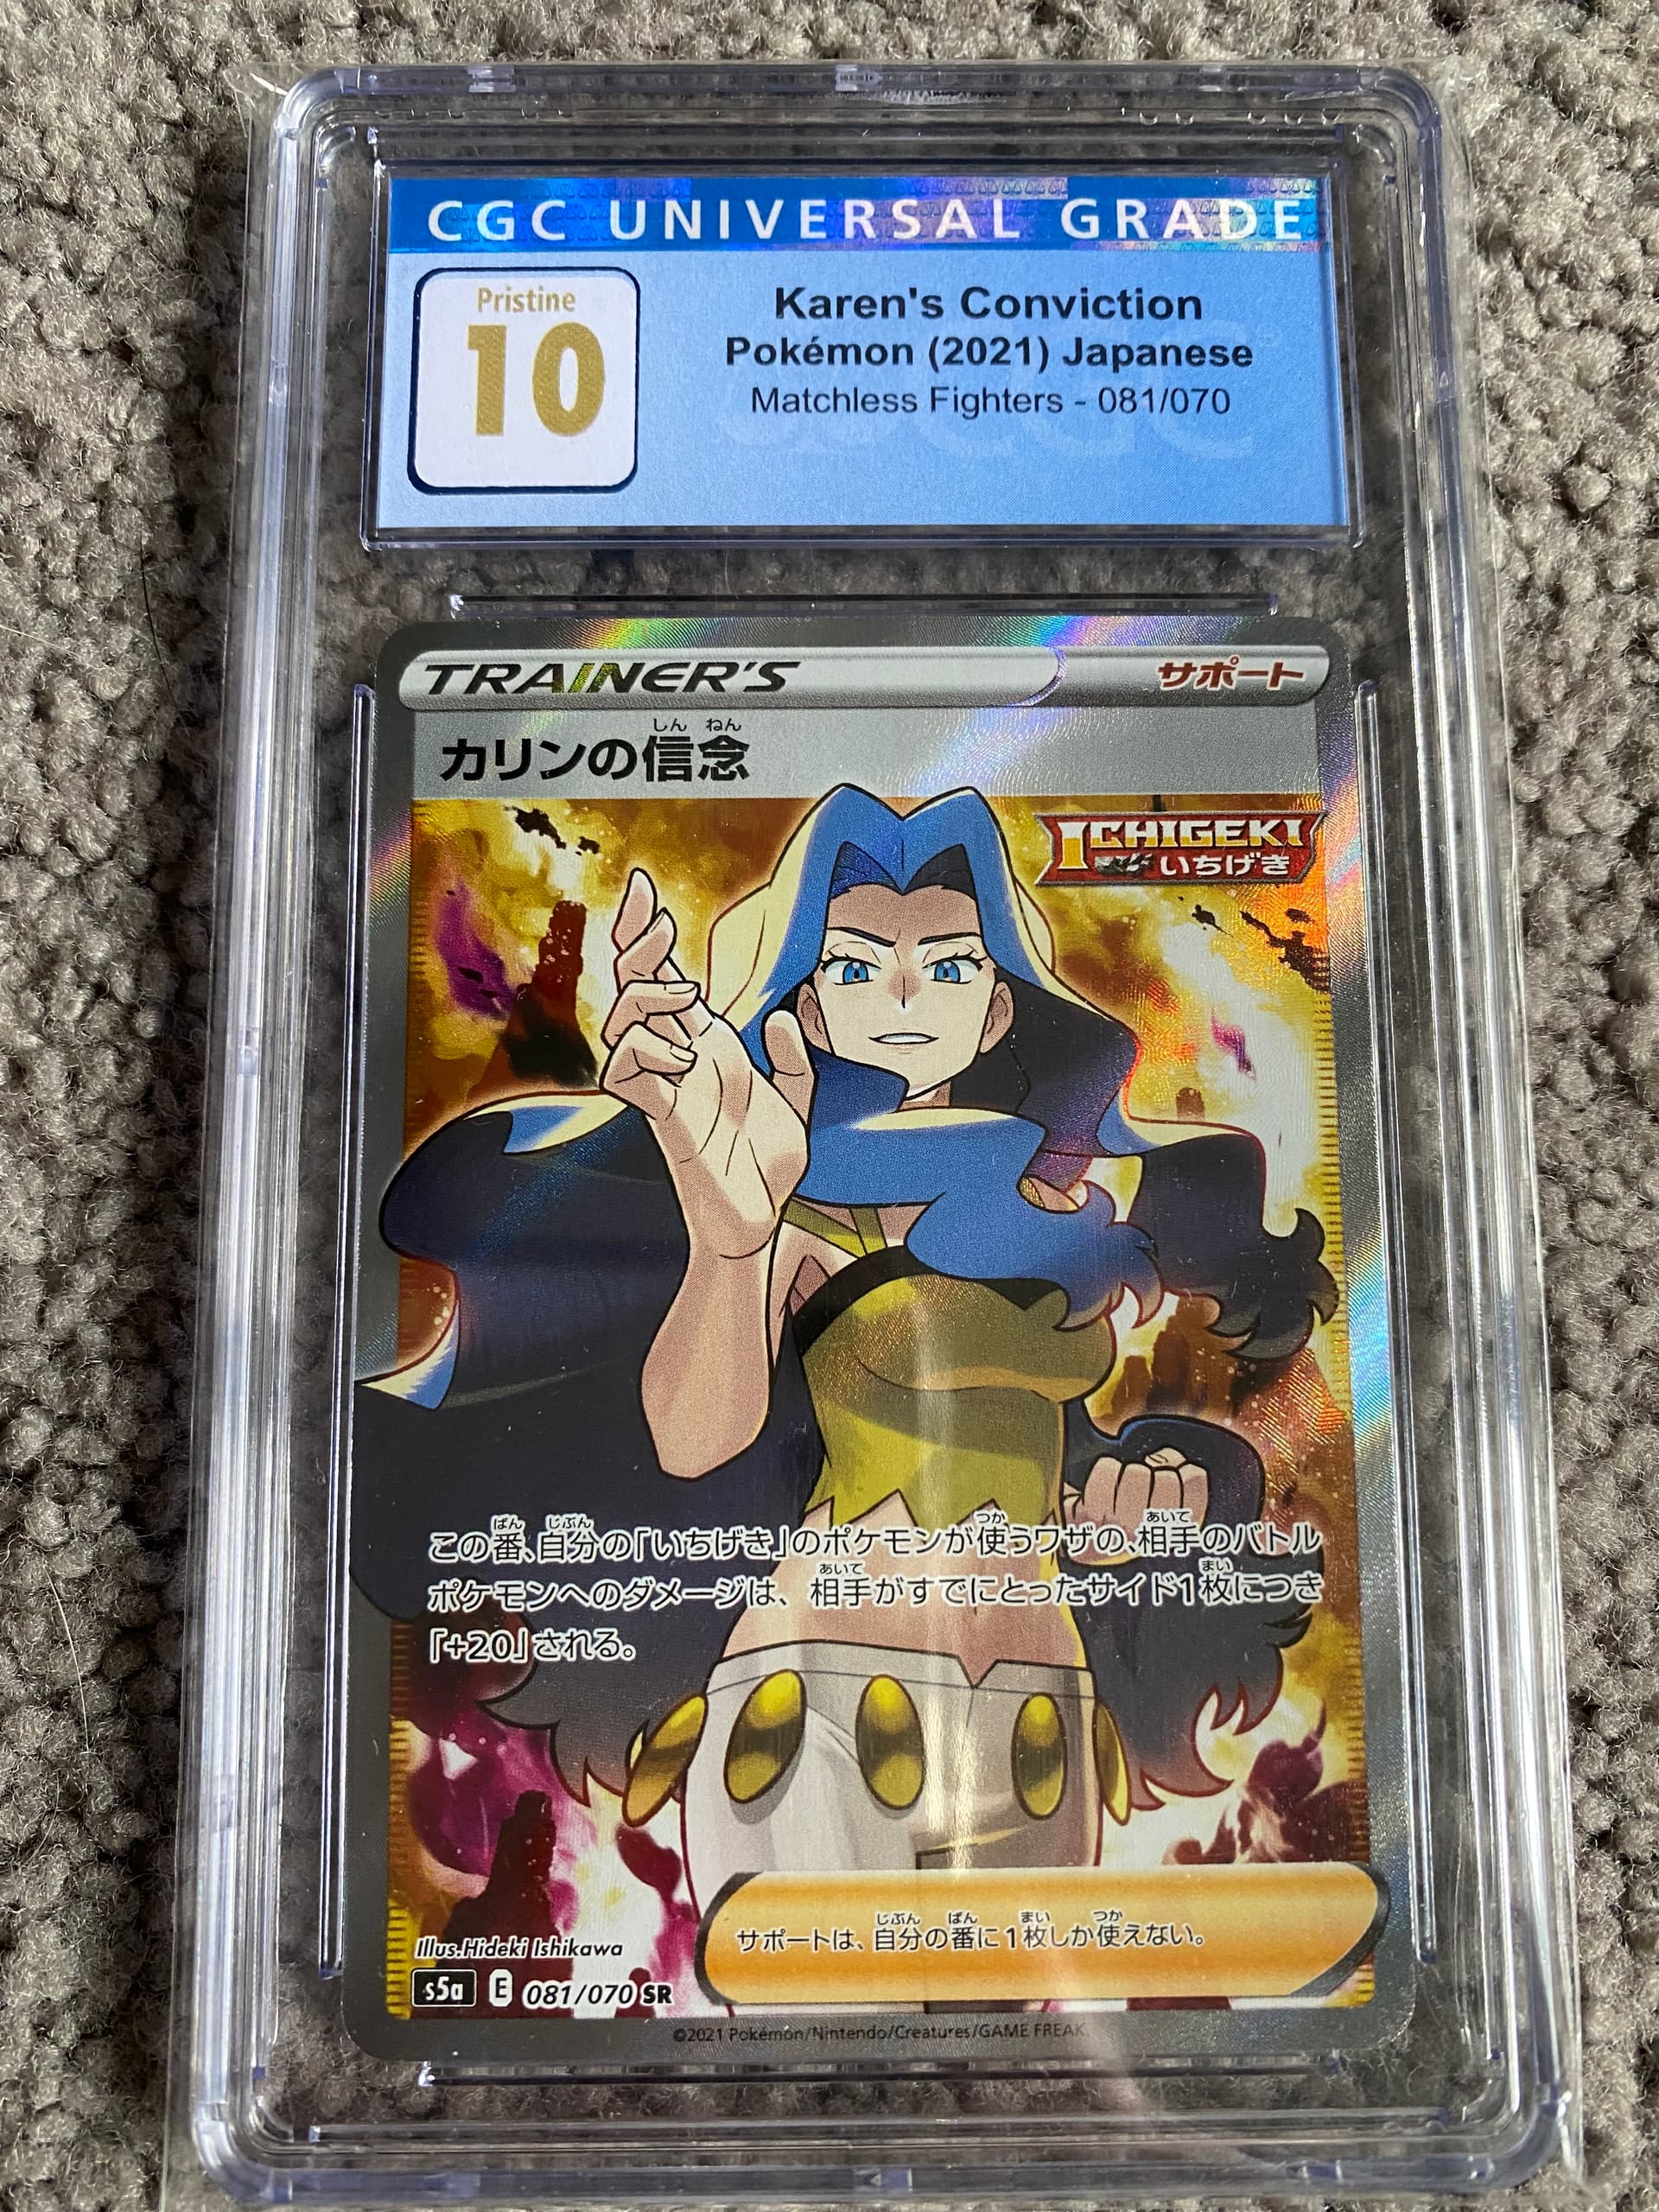 CGC UNIVERSAL GRADE
Pristine
10
Karen's Conviction
Pokémon (2021) Japanese
Matchless Fighters - 081/070
TRAINER'S
サポート
しん ねん
カリンの信念
ICHIGEKI
いちげき
ばん じぶん つか あいて
この番、自分の「いちげき」のポケモンが使うワザの、相手のバトル
あいて まい
ポケモンへのダメージは、相手がすでにとったサイド1枚につき
「+20」される。
じぶん ばん まい つか
サポートは、自分の番に1枚しか使えない。
Illus.Hideki Ishikawa
s5a E 081/070 SR
©2021 Pokémon/Nintendo/Creatures/GAME FREAK.